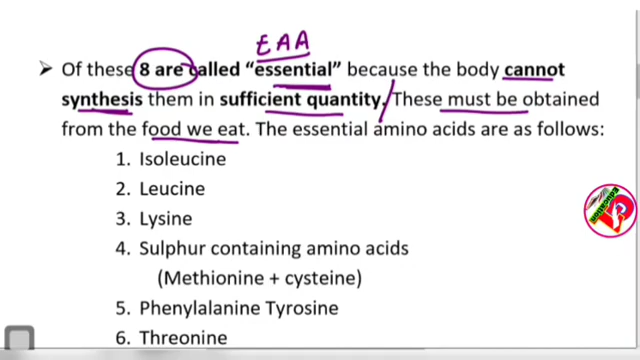 EAA
➤ Of these 8 are called “essential” because the body cannot
synthesis them in sufficient quantity. These must be obtained
from the food we eat. The essential amino acids are as follows:
1. Isoleucine
2. Leucine
3. Lysine
4. Sulphur containing amino acids
(Methionine + cysteine)
5. Phenylalanine Tyrosine
6. Threonine
Education